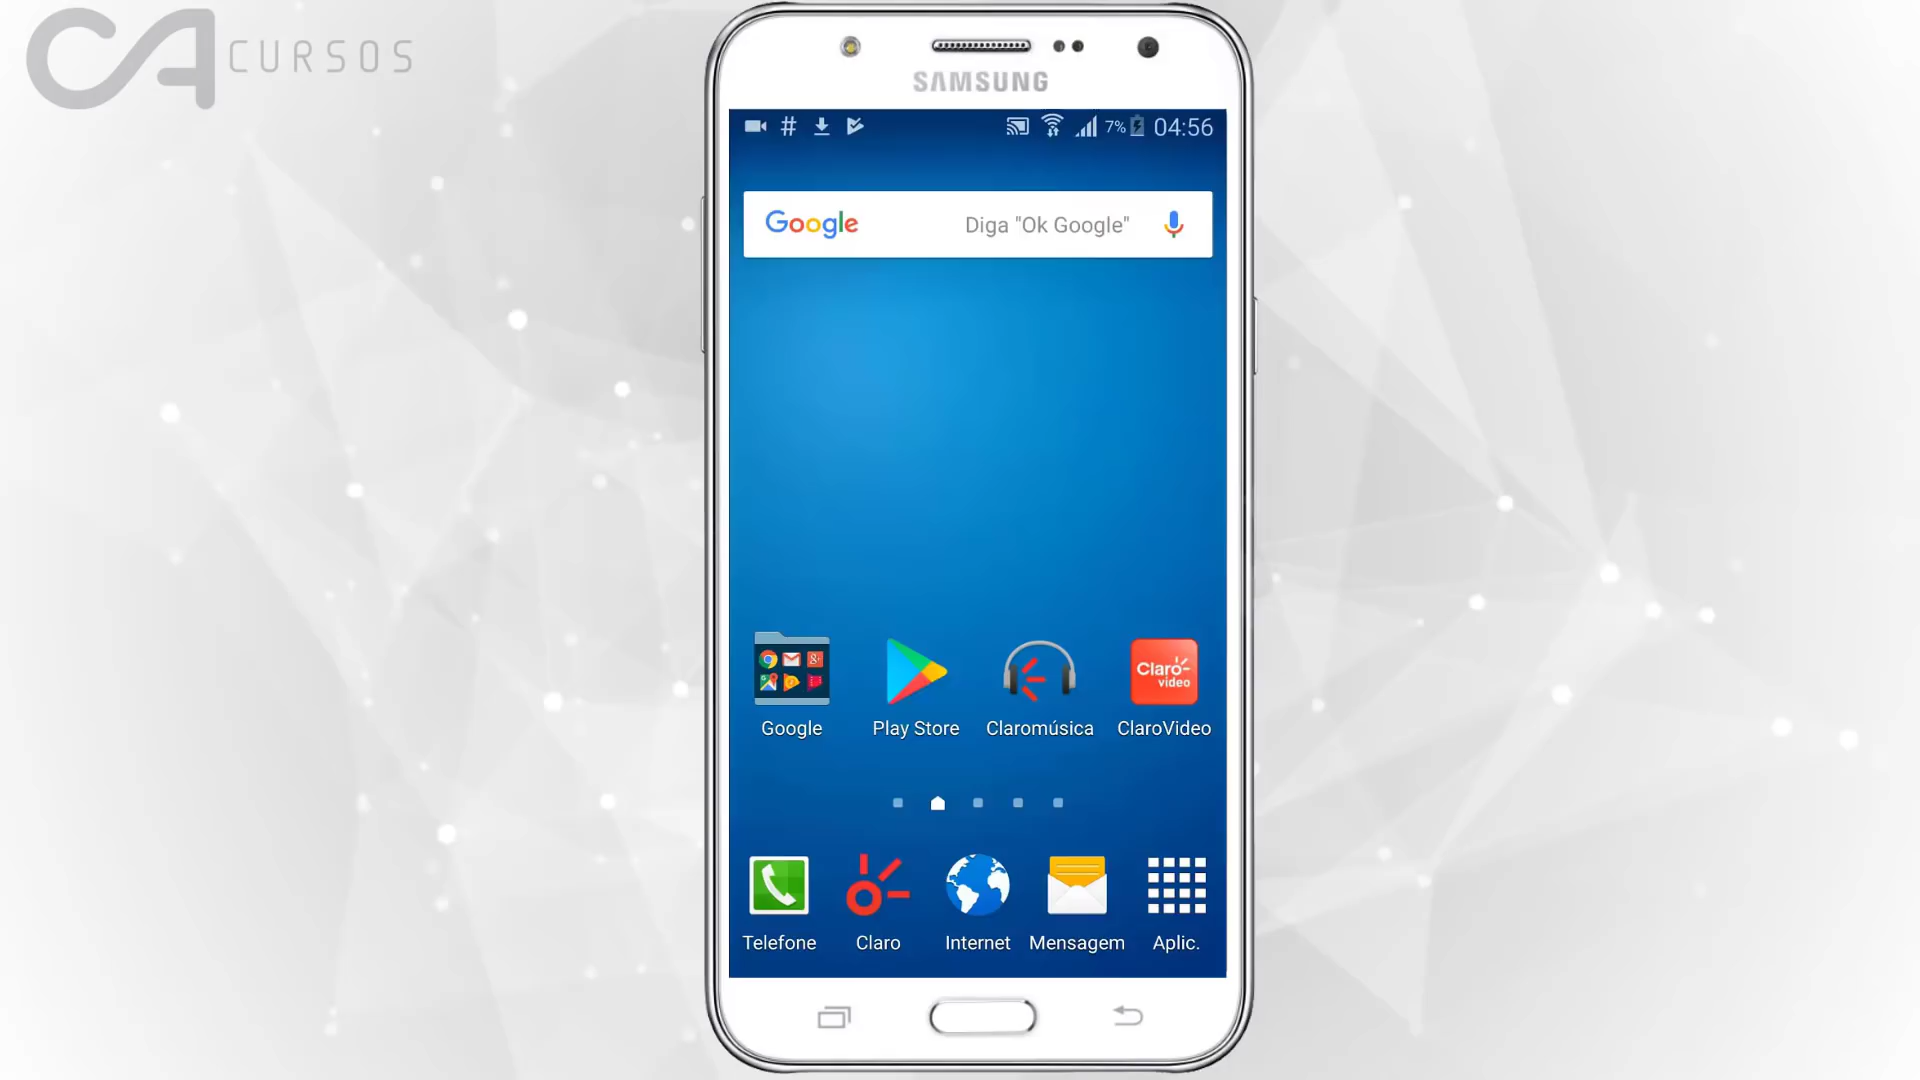 CA CURSOS
SAMSUNG
7% 04:56
Google Diga "Ok Google"
Claro video
Google Play Store Claromúsica ClaroVideo
Telefone Claro Internet Mensagem Aplic.